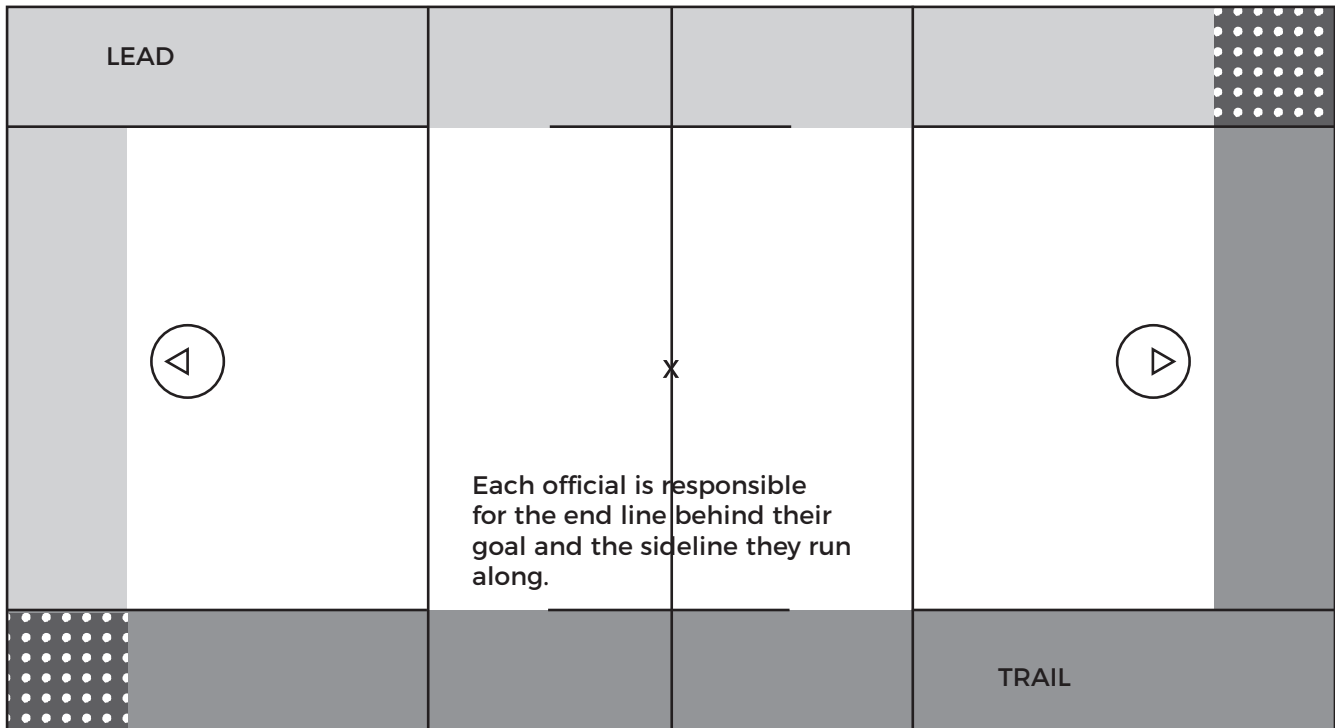 LEAD
X
Each official is responsible
for the end line behind their
goal and the sideline they run
along.
TRAIL